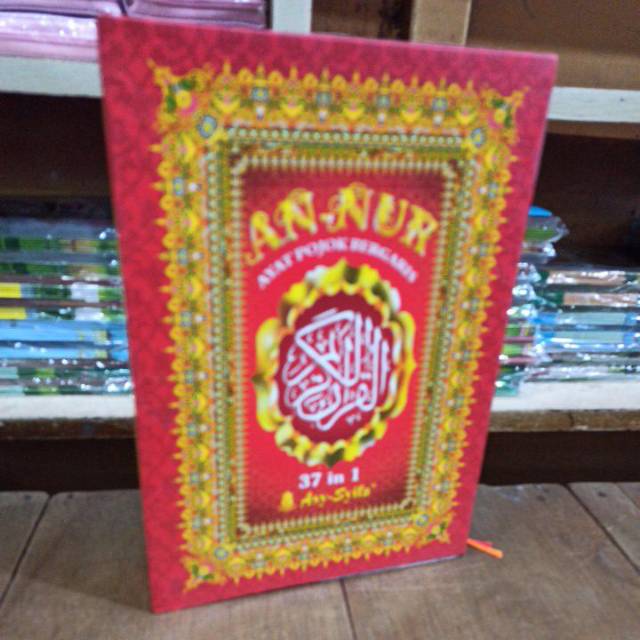 AN-NUR
AYAT POJOK BERGARIS
القرآن الكريم
37 in 1
Asy-Syifa'